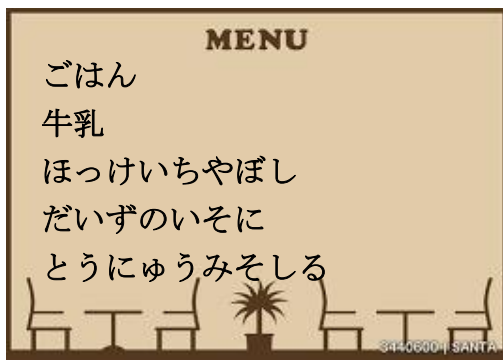 MENU
ごはん
牛乳
ほっけいちやぼし
だいずのいそに
とうにゅうみそしる
3440600 | SANTA